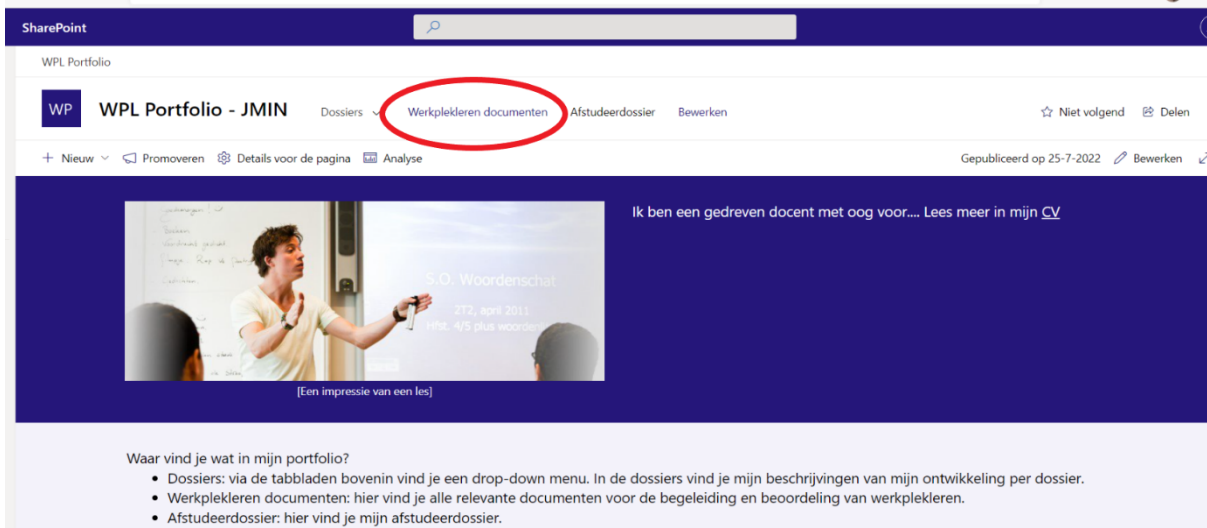 SharePoint
WPL Portfolio
WP WPL Portfolio - JMIN Dossiers Werkplekleren documenten Afstudeerdossier Bewerken Niet volgend Delen
Nieuw Promoveren Details voor de pagina Analyse Gepubliceerd op 25-7-2022 Bewerken
Ik ben een gedreven docent met oog voor.... Lees meer in mijn CV
S.O. Woordenschat
2T2, april 2011
Hfst. 4/5 plus
[Een impressie van een les]
Waar vind je wat in mijn portfolio?
• Dossiers: via de tabbladen bovenin vind je een drop-down menu. In de dossiers vind je mijn beschrijvingen van mijn ontwikkeling per dossier.
• Werkplekleren documenten: hier vind je alle relevante documenten voor de begeleiding en beoordeling van werkplekleren.
• Afstudeerdossier: hier vind je mijn afstudeerdossier.